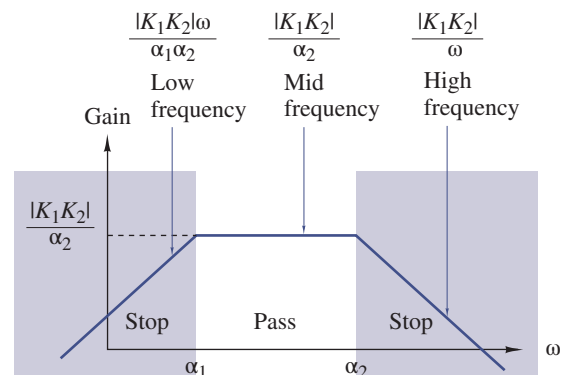 |K₁K₂|ω |K₁K₂| |K₁K₂|
α₁α₂ α₂ ω
Low Mid High
frequency frequency frequency
Gain
|K₁K₂|
α₂
Stop Pass Stop
α₁ α₂ ω